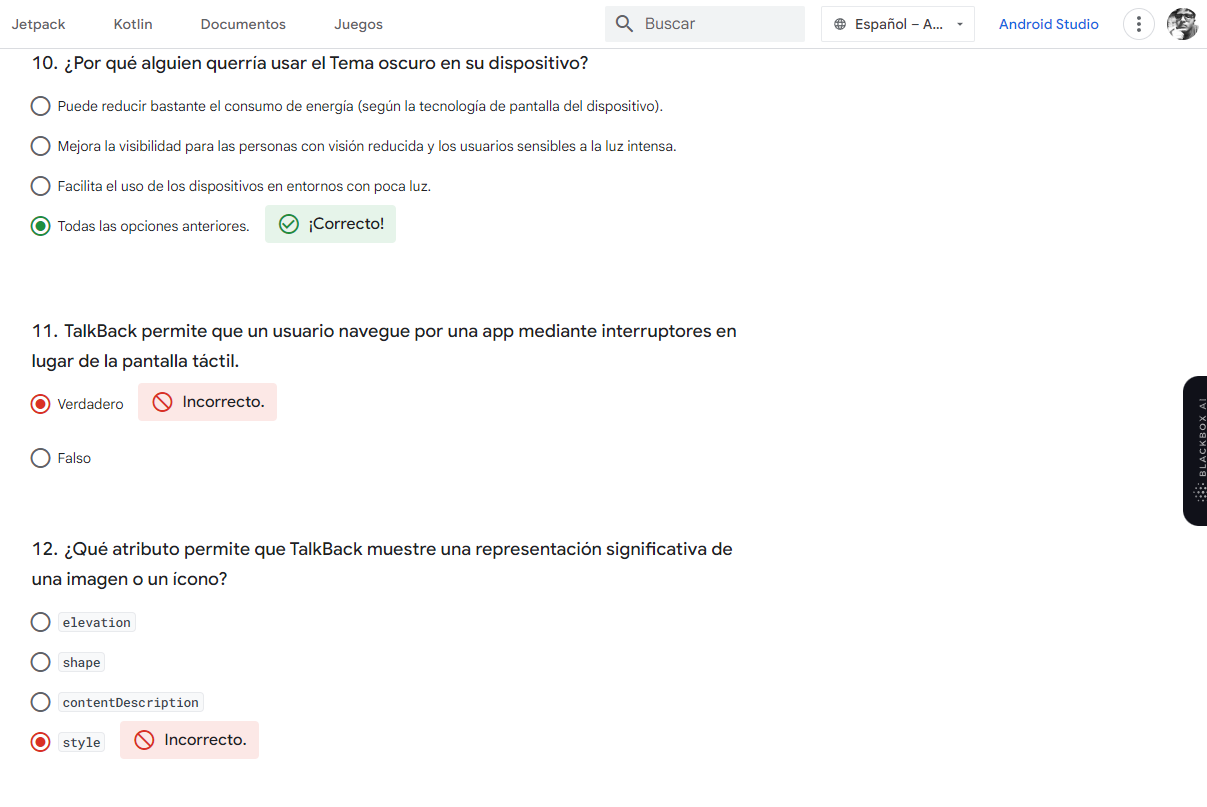 Jetpack Kotlin Documentos Juegos Buscar Español – A... Android Studio
10. ¿Por qué alguien querría usar el Tema oscuro en su dispositivo?
Puede reducir bastante el consumo de energía (según la tecnología de pantalla del dispositivo).
Mejora la visibilidad para las personas con visión reducida y los usuarios sensibles a la luz intensa.
Facilita el uso de los dispositivos en entornos con poca luz.
Todas las opciones anteriores. ¡Correcto!
11. TalkBack permite que un usuario navegue por una app mediante interruptores en
lugar de la pantalla táctil.
Verdadero Incorrecto.
BLACKBOX AI
Falso
12. ¿Qué atributo permite que TalkBack muestre una representación significativa de
una imagen o un ícono?
elevation
shape
contentDescription
style Incorrecto.